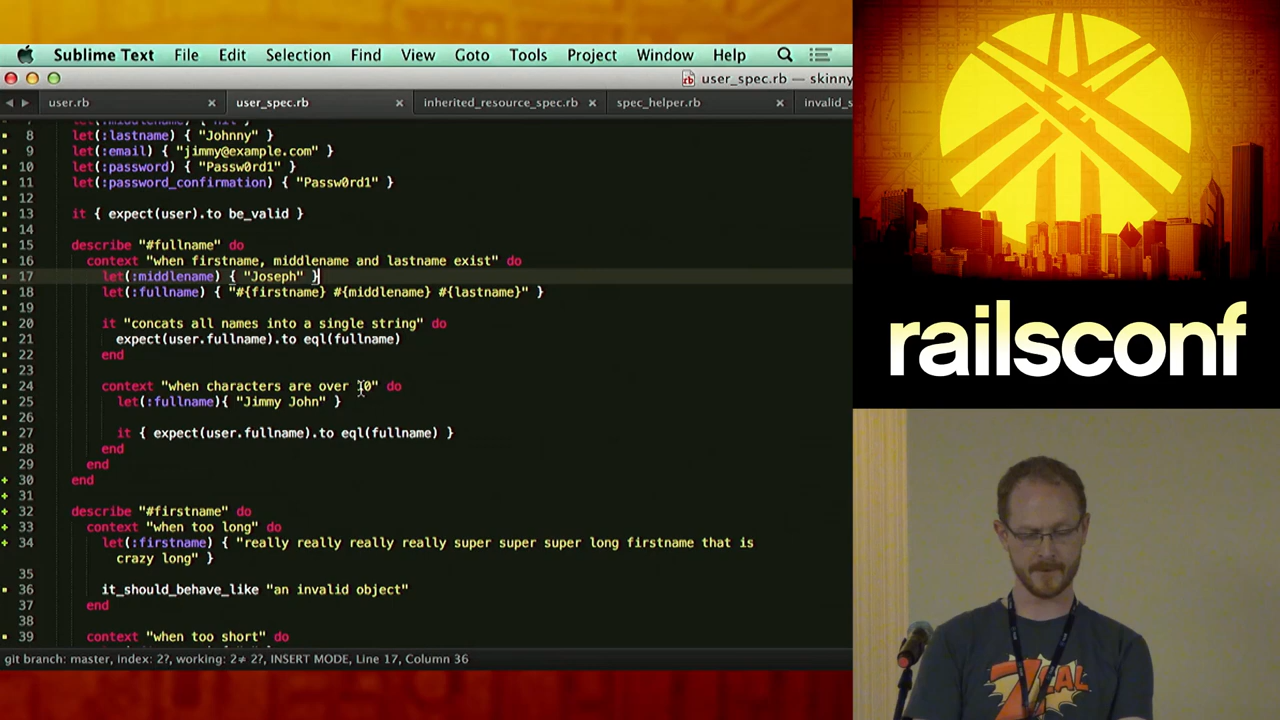 Sublime Text File Edit Selection Find View Goto Tools Project Window Help
user_spec.rb — skinny
user.rb user_spec.rb inherited_resource_spec.rb spec_helper.rb invalid_s
8 let(:lastname) { "Johnny" }
9 let(:email) { "jimmy@example.com" }
10 let(:password) { "Passw0rd1" }
11 let(:password_confirmation) { "Passw0rd1" }
12
13 it { expect(user).to be_valid }
14
15 describe "#fullname" do
16 context "when firstname, middlename and lastname exist" do
17 let(:middlename) { "Joseph" }
18 let(:fullname) { "#{firstname} #{middlename} #{lastname}" }
19
20 it "concats all names into a single string" do
21 expect(user.fullname).to eql(fullname)
22 end
23
24 context "when characters are over do
25 let(:fullname){ "Jimmy John" }
26
27 it { expect(user.fullname).to eql(fullname) }
28 end
29 end
30 end
31
32 describe "#firstname" do
33 context "when too long" do
34 let(:firstname) { "really really really really super super super long firstname that is
crazy long" }
35
36 it_should_behave_like "an invalid object"
37 end
38
39 context "when too short" do
git branch: master, index: 2?, working: 2≠ 2?, INSERT MODE, Line 17, Column 36
railsconf
ZEAL